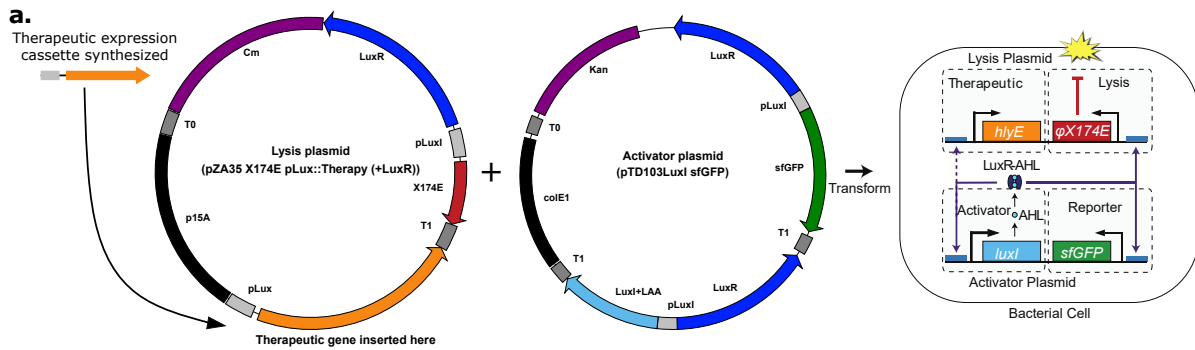 a.
Therapeutic expression
cassette synthesized
Cm
LuxR
T0
pLuxI
Lysis plasmid
(pZA35 X174E pLux::Therapy (+LuxR))
X174E
p15A
T1
pLux
Therapeutic gene inserted here
+
Kan
LuxR
pLuxI
T0
Activator plasmid
(pTD103LuxI sfGFP)
sfGFP
colE1
T1
T1
LuxI+LAA
pLuxI
LuxR
Transform
Lysis Plasmid
Therapeutic
Lysis
hlyE
φX174E
LuxR-AHL
Activator
AHL
Reporter
luxI
sfGFP
Activator Plasmid
Bacterial Cell